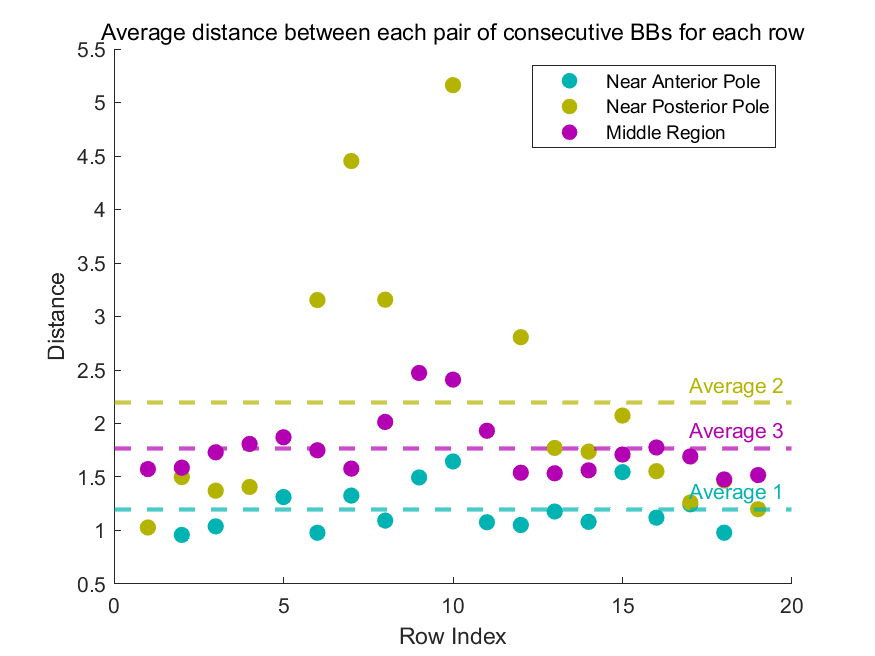 Average distance between each pair of consecutive BBs for each row
5.5
5
4.5
4
3.5
3
2.5
2
1.5
1
0.5
Distance
Near Anterior Pole
Near Posterior Pole
Middle Region
Average 2
Average 3
Average 1
0
5
10
15
20
Row Index